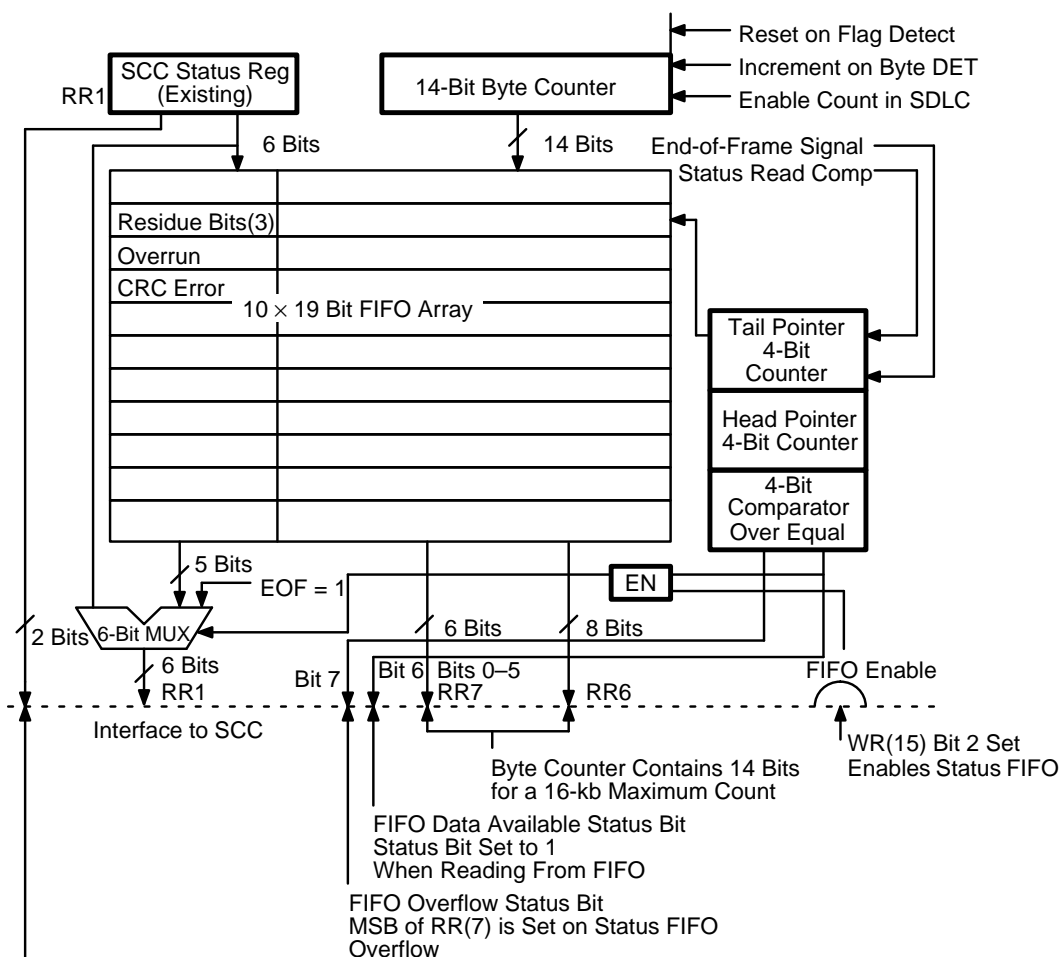 Reset on Flag Detect
SCC Status Reg
(Existing)
RR1
14-Bit Byte Counter
Increment on Byte DET
Enable Count in SDLC
6 Bits
14 Bits
End-of-Frame Signal
Status Read Comp
Residue Bits(3)
Overrun
CRC Error
10 × 19 Bit FIFO Array
Tail Pointer
4-Bit
Counter
Head Pointer
4-Bit Counter
4-Bit
Comparator
Over Equal
5 Bits
EOF = 1
EN
2 Bits
6-Bit MUX
6 Bits
8 Bits
6 Bits
RR1
Bit 7
Bit 6
Bits 0–5
RR7
RR6
FIFO Enable
Interface to SCC
WR(15) Bit 2 Set
Enables Status FIFO
Byte Counter Contains 14 Bits
for a 16-kb Maximum Count
FIFO Data Available Status Bit
Status Bit Set to 1
When Reading From FIFO
FIFO Overflow Status Bit
MSB of RR(7) is Set on Status FIFO
Overflow